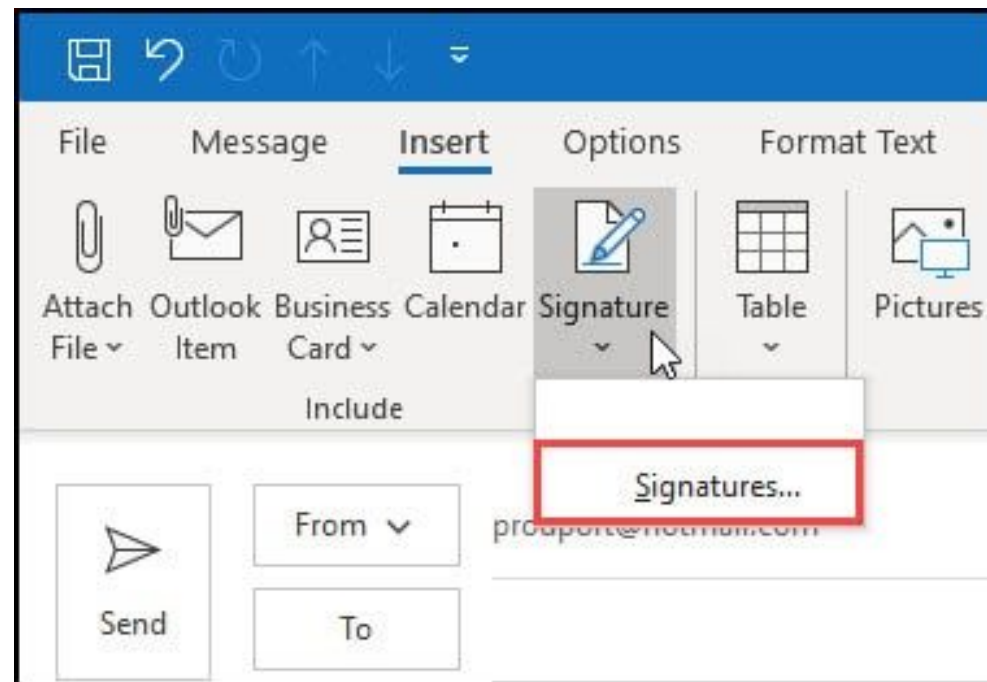 File Message Insert Options Format Text
Attach Outlook Business Calendar Signature Table Pictures
File Item Card
Include
Signatures...
From
Send To